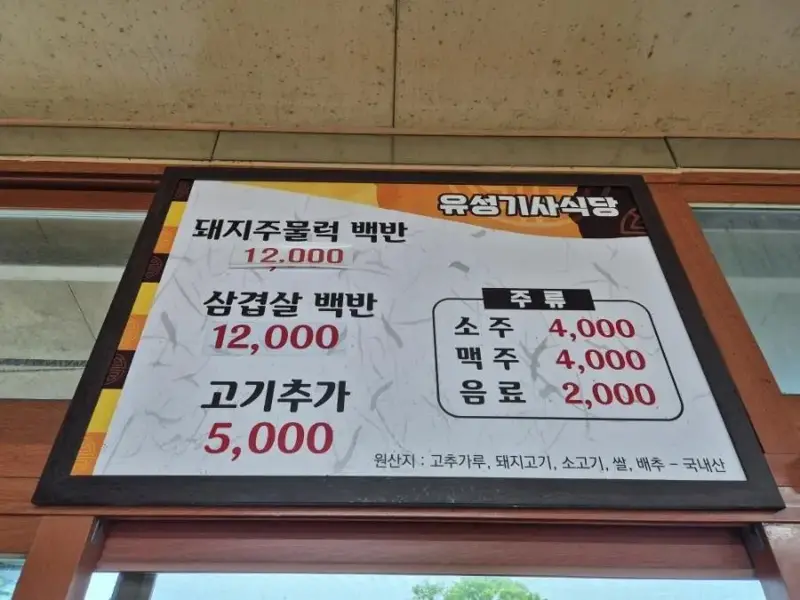 유성기사식당
돼지주물럭 백반
12,000
삼겹살 백반
12,000
고기추가
5,000
주류
소주 4,000
맥주 4,000
음료 2,000
원산지 : 고추가루, 돼지고기, 소고기, 쌀, 배추 - 국내산